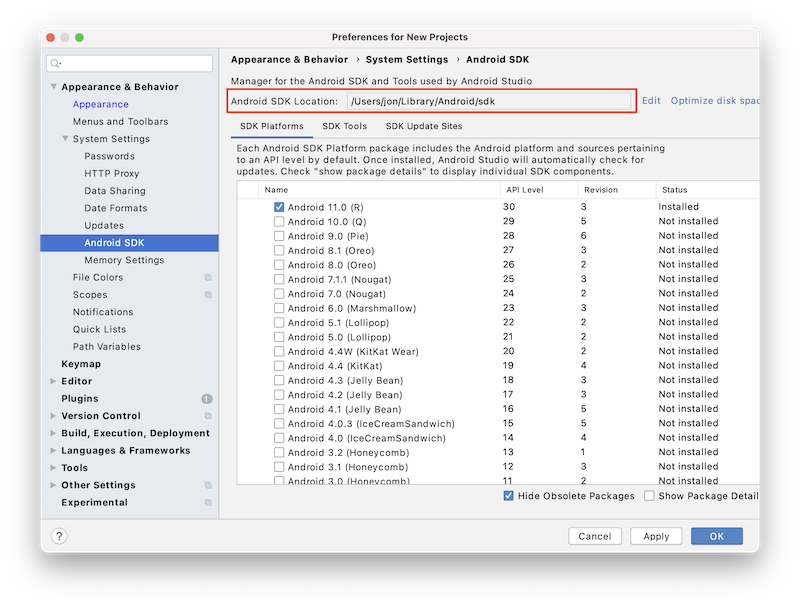 Preferences for New Projects
Appearance & Behavior
Appearance
Menus and Toolbars
System Settings
Passwords
HTTP Proxy
Data Sharing
Date Formats
Updates
Android SDK
Memory Settings
File Colors
Scopes
Notifications
Quick Lists
Path Variables
Keymap
Editor
Plugins 1
Version Control
Build, Execution, Deployment
Languages & Frameworks
Tools
Other Settings
Experimental
Appearance & Behavior › System Settings › Android SDK
Manager for the Android SDK and Tools used by Android Studio
Android SDK Location: /Users/jon/Library/Android/sdk Edit Optimize disk spac
SDK Platforms SDK Tools SDK Update Sites
Each Android SDK Platform package includes the Android platform and sources pertaining
to an API level by default. Once installed, Android Studio will automatically check for
updates. Check "show package details" to display individual SDK components.
Name API Level Revision Status
Android 11.0 (R) 30 3 Installed
Android 10.0 (Q) 29 5 Not installed
Android 9.0 (Pie) 28 6 Not installed
Android 8.1 (Oreo) 27 3 Not installed
Android 8.0 (Oreo) 26 2 Not installed
Android 7.1.1 (Nougat) 25 3 Not installed
Android 7.0 (Nougat) 24 2 Not installed
Android 6.0 (Marshmallow) 23 3 Not installed
Android 5.1 (Lollipop) 22 2 Not installed
Android 5.0 (Lollipop) 21 2 Not installed
Android 4.4W (KitKat Wear) 20 2 Not installed
Android 4.4 (KitKat) 19 4 Not installed
Android 4.3 (Jelly Bean) 18 3 Not installed
Android 4.2 (Jelly Bean) 17 3 Not installed
Android 4.1 (Jelly Bean) 16 5 Not installed
Android 4.0.3 (IceCreamSandwich) 15 5 Not installed
Android 4.0 (IceCreamSandwich) 14 4 Not installed
Android 3.2 (Honeycomb) 13 1 Not installed
Android 3.1 (Honeycomb) 12 3 Not installed
Android 3.0 (Honeycomb) 11 2 Not installed
Hide Obsolete Packages Show Package Detail
? Cancel Apply OK